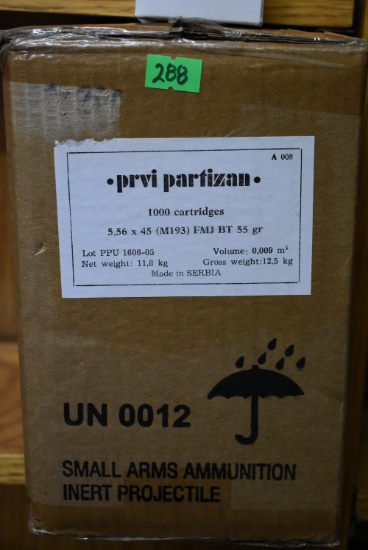 288
A 008
•prvi partizan•
1000 cartridges
5,56 x 45 (M193) FMJ BT 55 gr
Lot PPU 1606-05 Volume: 0,009 m³
Net weight: 11,8 kg Gross weight:12,5 kg
Made in SERBIA
UN 0012
SMALL ARMS AMMUNITION
INERT PROJECTILE